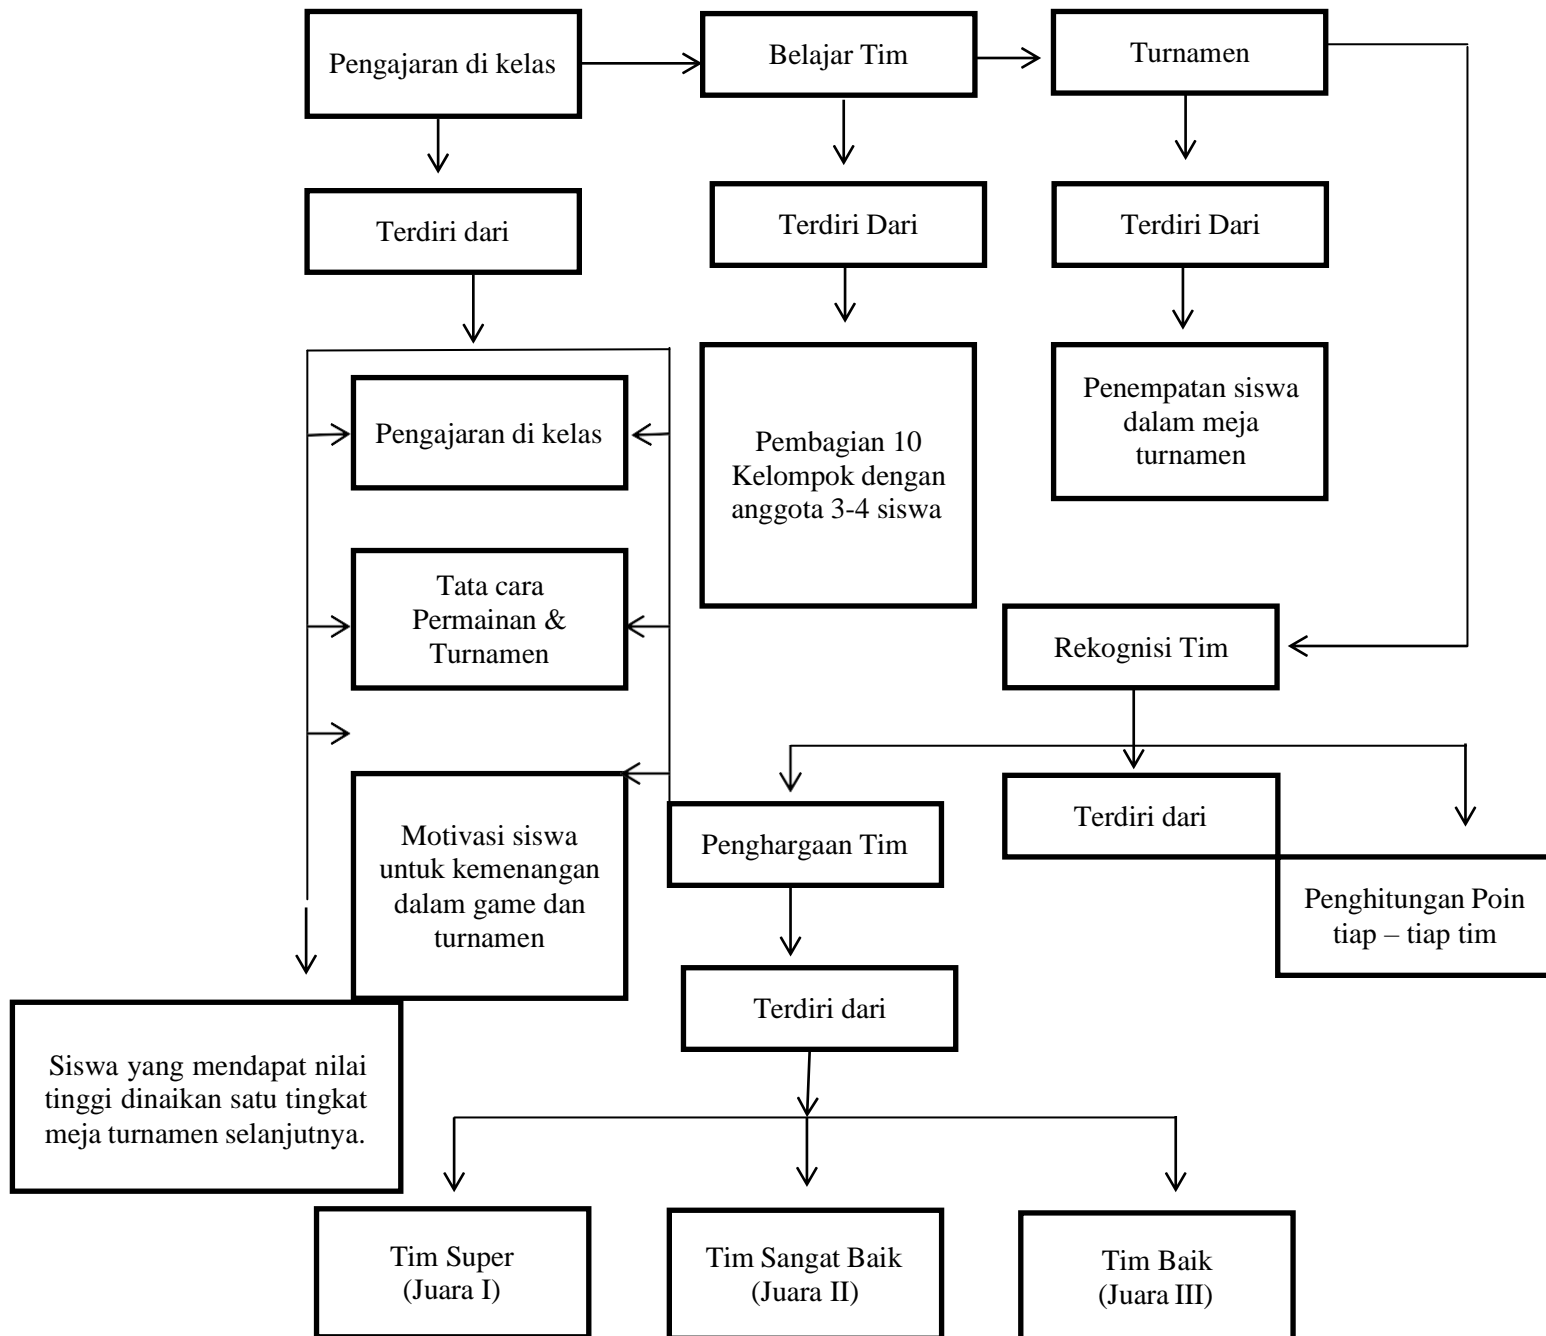 Pengajaran di kelas
Belajar Tim
Turnamen
Terdiri dari
Terdiri Dari
Terdiri Dari
Pengajaran di kelas
Pembagian 10
Kelompok dengan
anggota 3-4 siswa
Penempatan siswa
dalam meja
turnamen
Tata cara
Permainan &
Turnamen
Rekognisi Tim
Motivasi siswa
untuk kemenangan
dalam game dan
turnamen
Penghargaan Tim
Terdiri dari
Penghitungan Poin
tiap – tiap tim
Terdiri dari
Siswa yang mendapat nilai
tinggi dinaikan satu tingkat
meja turnamen selanjutnya.
Tim Super
(Juara I)
Tim Sangat Baik
(Juara II)
Tim Baik
(Juara III)